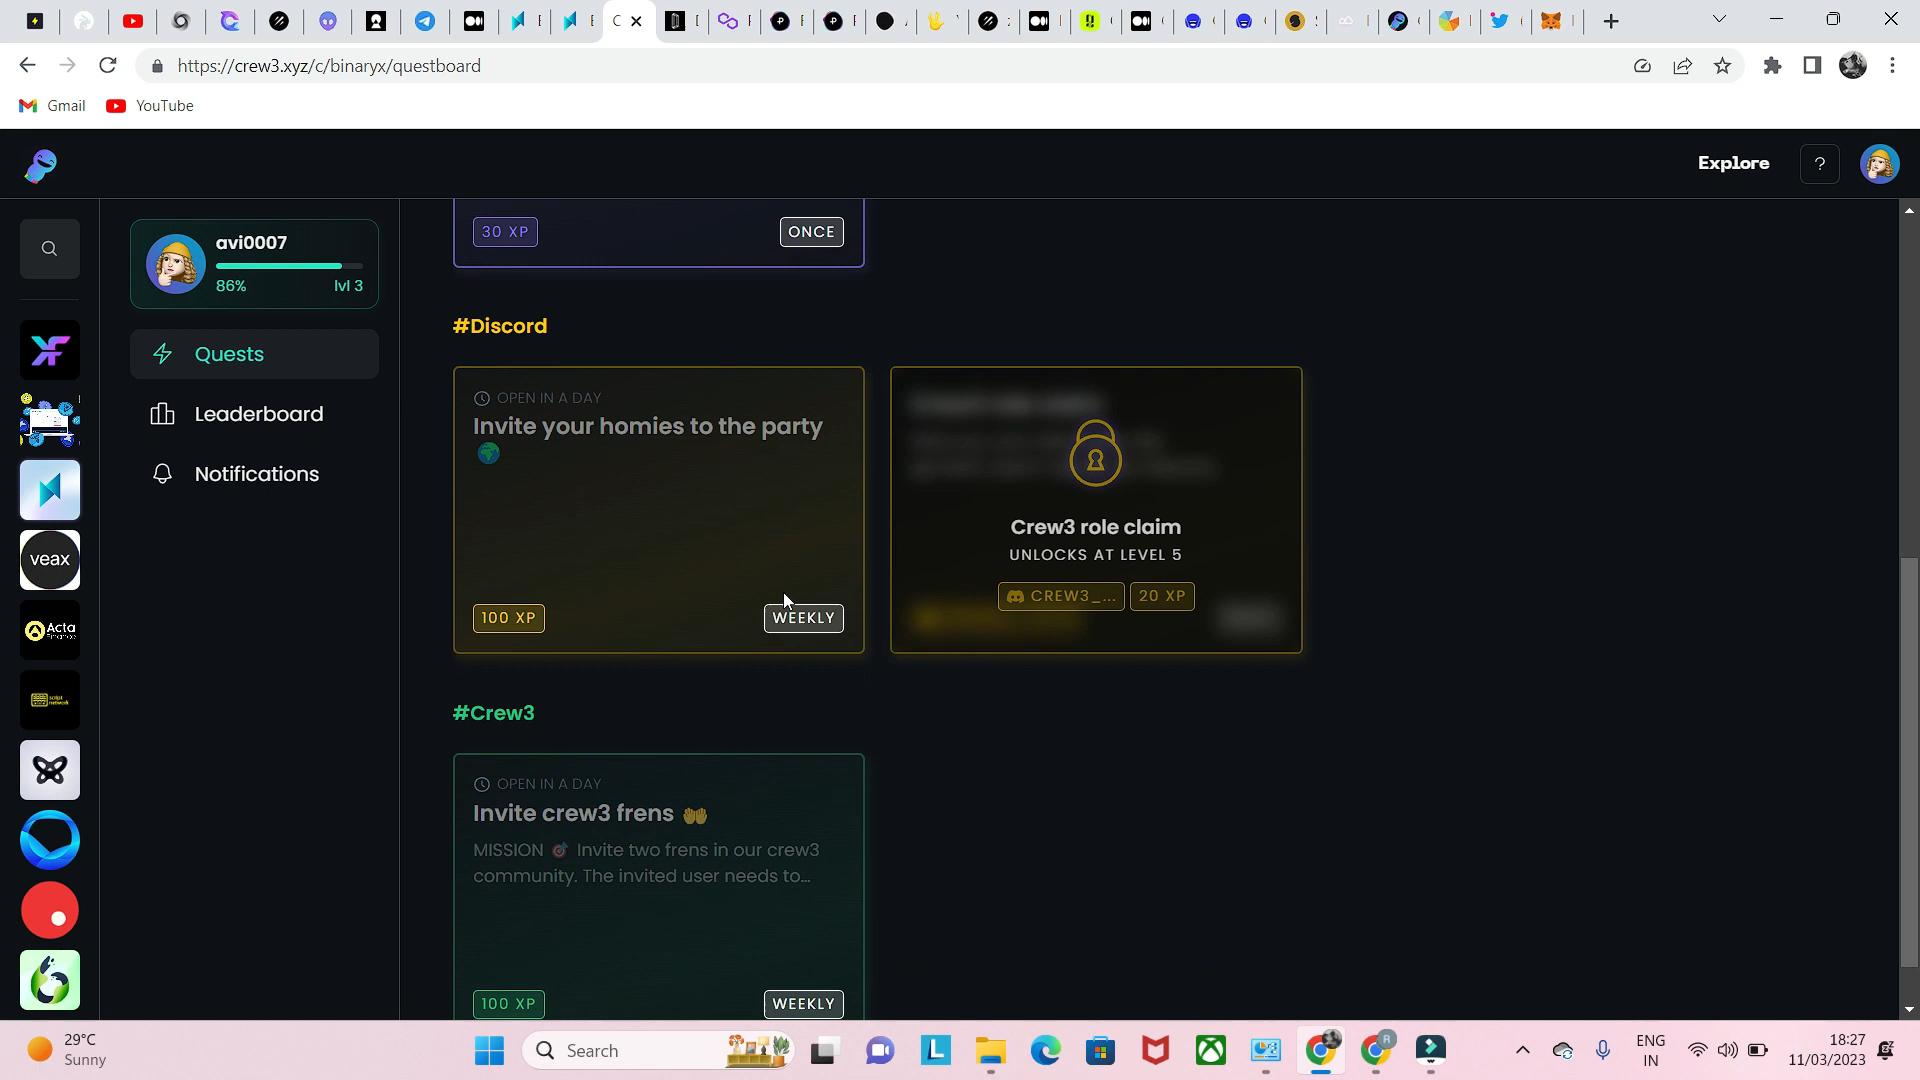 https://crew3.xyz/c/binaryx/questboard
Gmail
YouTube
Explore
?
avi0007
86%
lvl 3
Quests
Leaderboard
Notifications
veax
Acta
Finance
script
network
30 XP
ONCE
#Discord
OPEN IN A DAY
Invite your homies to the party
100 XP
WEEKLY
Crew3 role claim
UNLOCKS AT LEVEL 5
CREW3_...
20 XP
#Crew3
OPEN IN A DAY
Invite crew3 frens
MISSION 🎯 Invite two frens in our crew3
community. The invited user needs to...
100 XP
WEEKLY
29°C
Sunny
Search
ENG
IN
18:27
11/03/2023